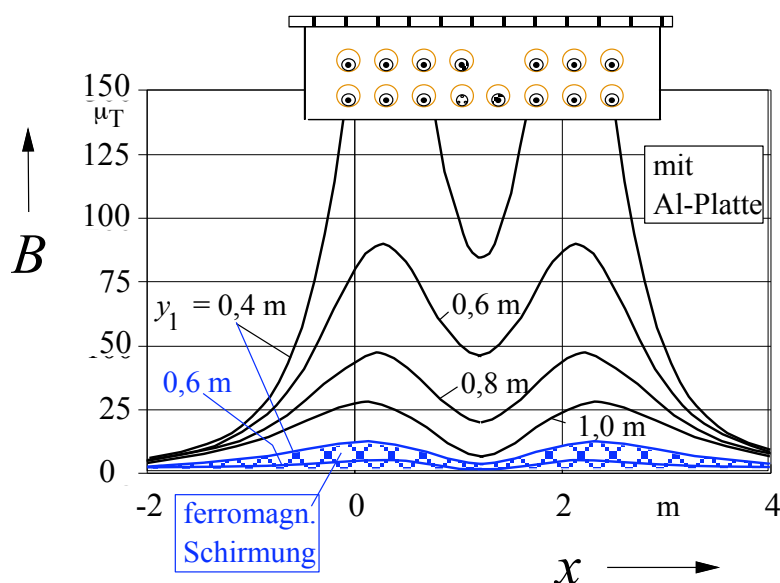 150
µT
125
100
75
50
25
0
B
mit
Al-Platte
y1 = 0,4 m
0,6 m
0,6 m
0,8 m
1,0 m
ferromagn.
Schirmung
-2
0
2
m
4
x